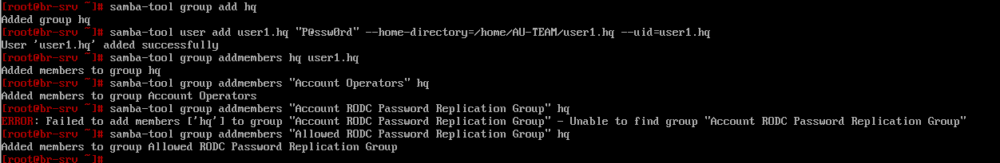 [root@br-srv ~]# samba-tool group add hq
Added group hq
[root@br-srv ~]# samba-tool user add user1.hq "P@ssw0rd" --home-directory=/home/AU-TEAM/user1.hq --uid=user1.hq
User 'user1.hq' added successfully
[root@br-srv ~]# samba-tool group addmembers hq user1.hq
Added members to group hq
[root@br-srv ~]# samba-tool group addmembers "Account Operators" hq
Added members to group Account Operators
[root@br-srv ~]# samba-tool group addmembers "Account RODC Password Replication Group" hq
ERROR: Failed to add members ['hq'] to group "Account RODC Password Replication Group" - Unable to find group "Account RODC Password Replication Group"
[root@br-srv ~]# samba-tool group addmembers "Allowed RODC Password Replication Group" hq
Added members to group Allowed RODC Password Replication Group
[root@br-srv ~]#